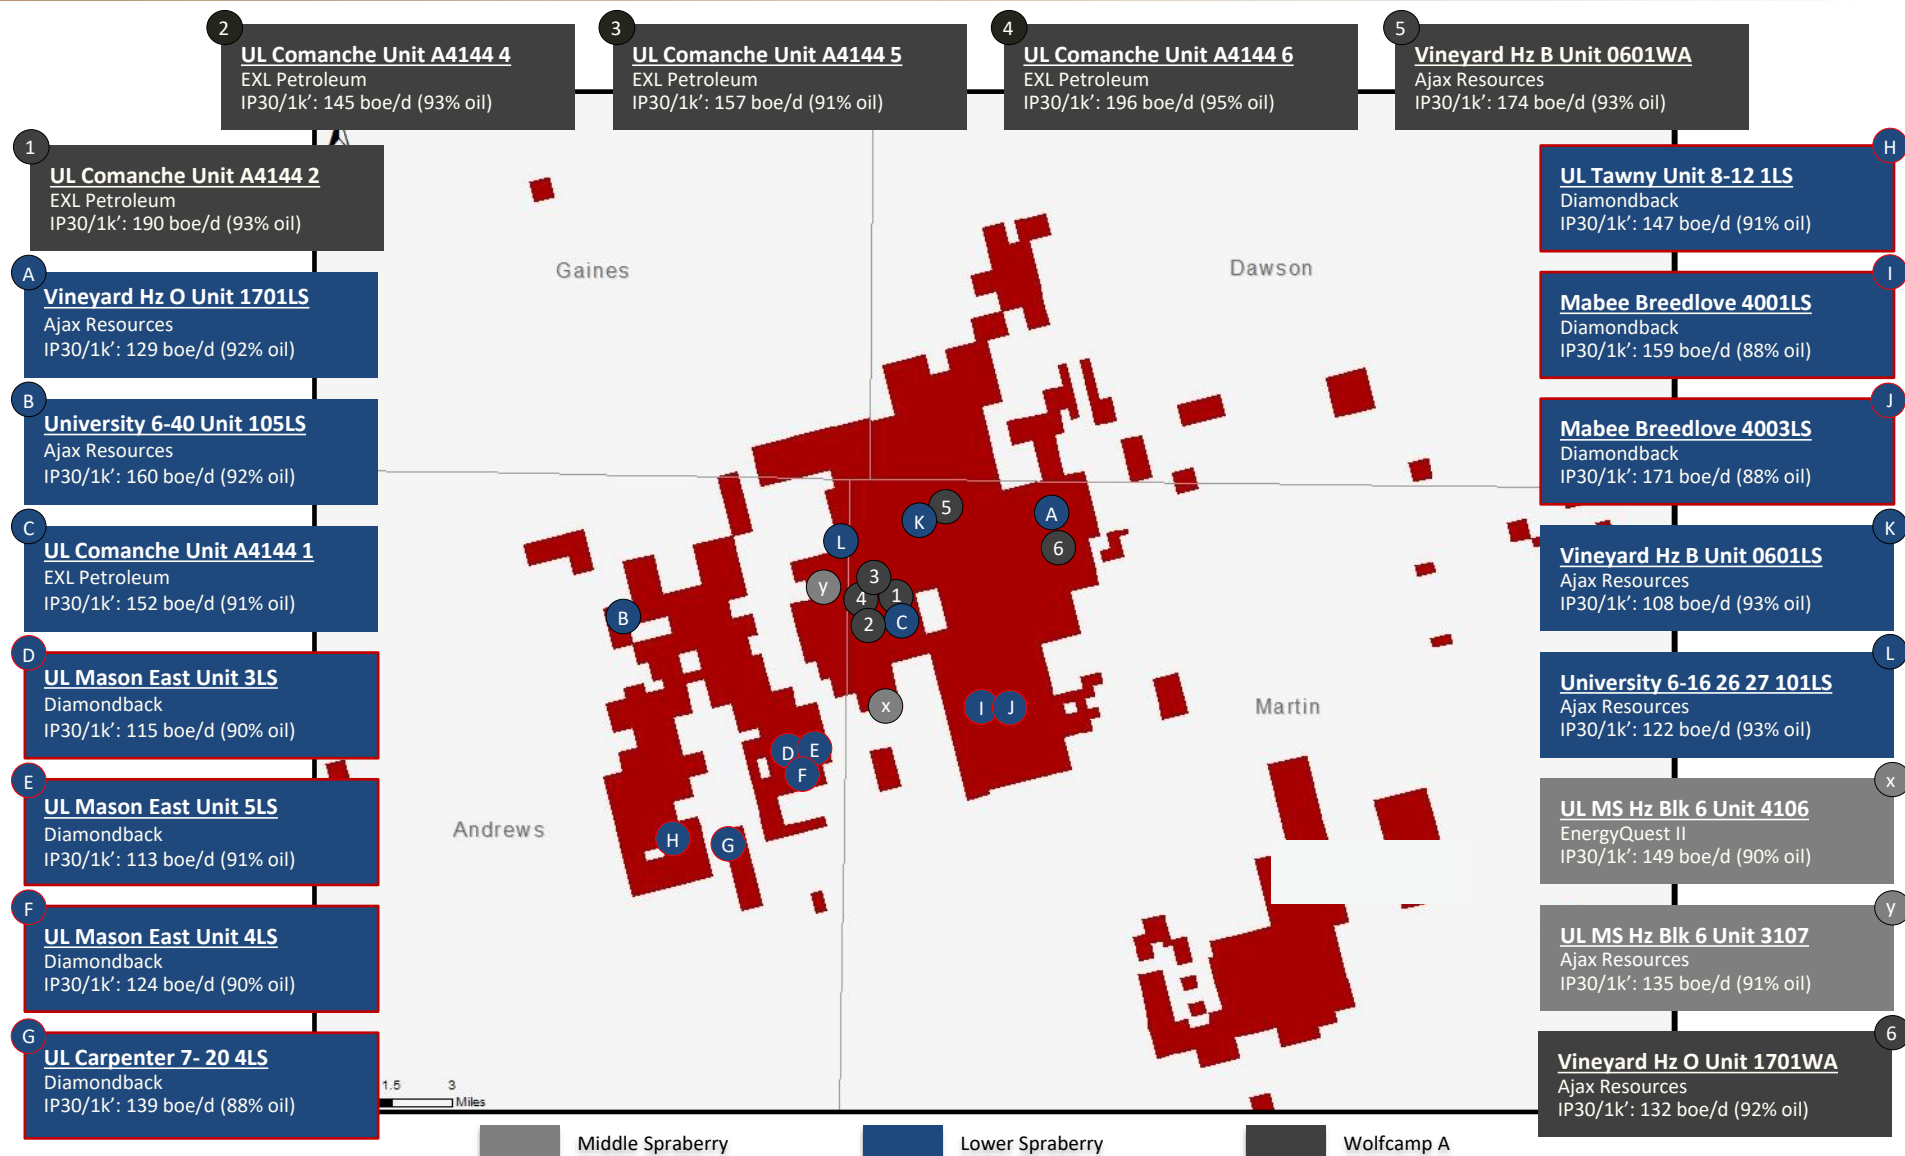 2
UL Comanche Unit A4144 4
EXL Petroleum
IP30/1k’: 145 boe/d (93% oil)
3
UL Comanche Unit A4144 5
EXL Petroleum
IP30/1k’: 157 boe/d (91% oil)
4
UL Comanche Unit A4144 6
EXL Petroleum
IP30/1k’: 196 boe/d (95% oil)
5
Vineyard Hz B Unit 0601WA
Ajax Resources
IP30/1k’: 174 boe/d (93% oil)
1
UL Comanche Unit A4144 2
EXL Petroleum
IP30/1k’: 190 boe/d (93% oil)
A
Vineyard Hz O Unit 1701LS
Ajax Resources
IP30/1k’: 129 boe/d (92% oil)
B
University 6-40 Unit 105LS
Ajax Resources
IP30/1k’: 160 boe/d (92% oil)
C
UL Comanche Unit A4144 1
EXL Petroleum
IP30/1k’: 152 boe/d (91% oil)
D
UL Mason East Unit 3LS
Diamondback
IP30/1k’: 115 boe/d (90% oil)
E
UL Mason East Unit 5LS
Diamondback
IP30/1k’: 113 boe/d (91% oil)
F
UL Mason East Unit 4LS
Diamondback
IP30/1k’: 124 boe/d (90% oil)
G
UL Carpenter 7- 20 4LS
Diamondback
IP30/1k’: 139 boe/d (88% oil)
Gaines
Dawson
K
5
A
6
L
y
3
4
1
2
C
B
x
I
J
Martin
D
E
F
Andrews
H
G
1.5 3
Miles
H
UL Tawny Unit 8-12 1LS
Diamondback
IP30/1k’: 147 boe/d (91% oil)
I
Mabee Breedlove 4001LS
Diamondback
IP30/1k’: 159 boe/d (88% oil)
J
Mabee Breedlove 4003LS
Diamondback
IP30/1k’: 171 boe/d (88% oil)
K
Vineyard Hz B Unit 0601LS
Ajax Resources
IP30/1k’: 108 boe/d (93% oil)
L
University 6-16 26 27 101LS
Ajax Resources
IP30/1k’: 122 boe/d (93% oil)
x
UL MS Hz Blk 6 Unit 4106
EnergyQuest II
IP30/1k’: 149 boe/d (90% oil)
y
UL MS Hz Blk 6 Unit 3107
Ajax Resources
IP30/1k’: 135 boe/d (91% oil)
6
Vineyard Hz O Unit 1701WA
Ajax Resources
IP30/1k’: 132 boe/d (92% oil)
Middle Spraberry
Lower Spraberry
Wolfcamp A